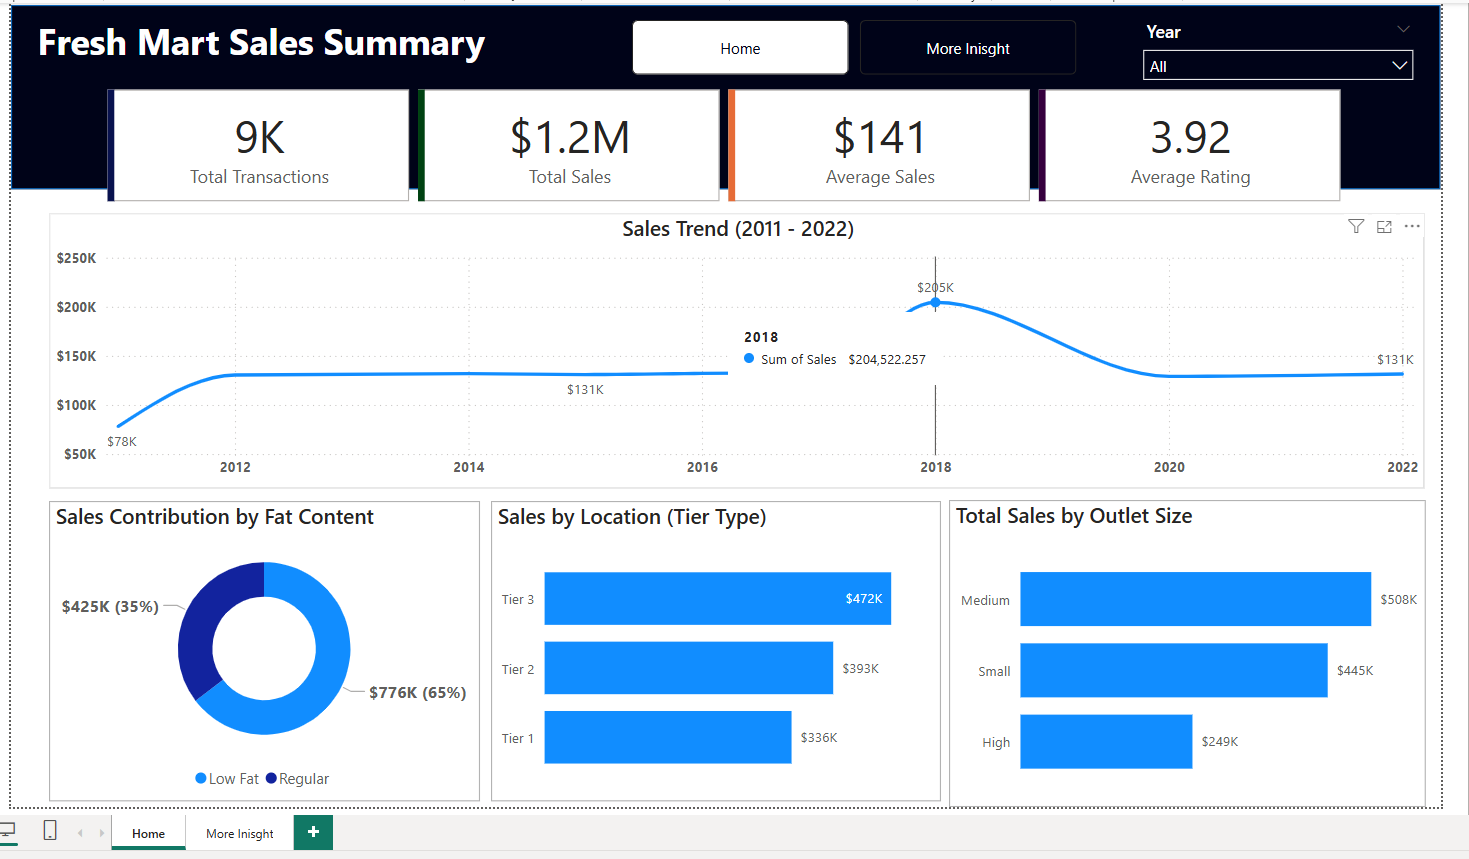 Fresh Mart Sales Summary
Home
More Inisght
Year
All
9K
Total Transactions
$1.2M
Total Sales
$141
Average Sales
3.92
Average Rating
Sales Trend (2011 - 2022)
$250K
$200K
$150K
$100K
$50K
$78K
$131K
$205K
$131K
2018
Sum of Sales $204,522.257
2012 2014 2016 2018 2020 2022
Sales Contribution by Fat Content
$425K (35%)
$776K (65%)
Low Fat Regular
Sales by Location (Tier Type)
Tier 3 $472K
Tier 2 $393K
Tier 1 $336K
Total Sales by Outlet Size
Medium $508K
Small $445K
High $249K
Home
More Inisght